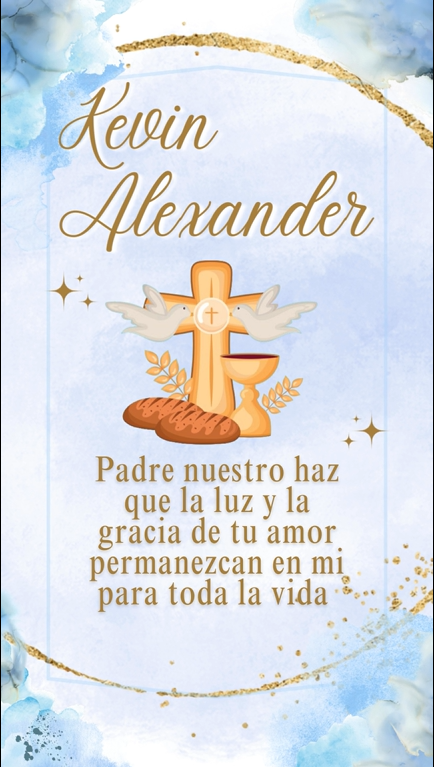 Kevin
Alexander
Padre nuestro haz
que la luz y la
gracia de tu amor
permanezcan en mi
para toda la vida